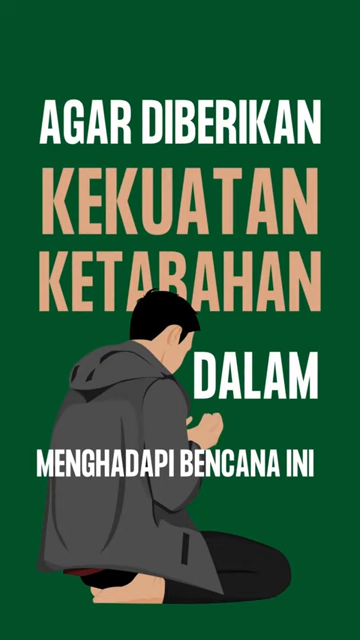 AGAR DIBERIKAN
KEKUATAN
KETABAHAN
DALAM
MENGHADAPI BENCANA INI